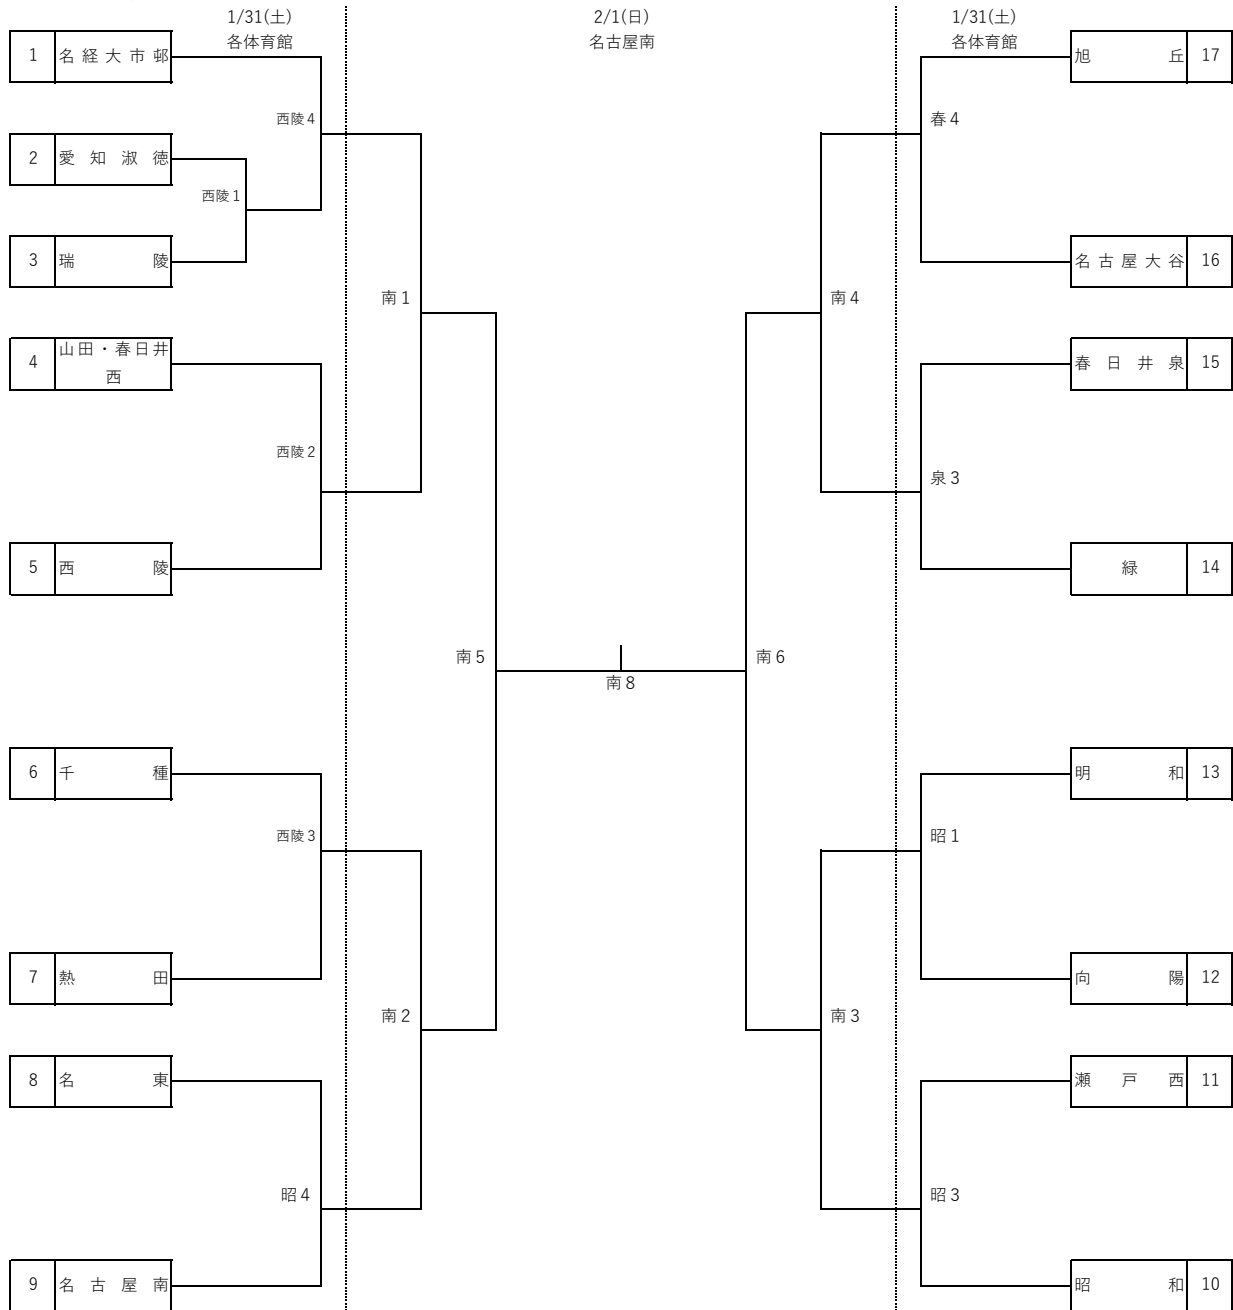 1/31(土)
各体育館
2/1(日)
名古屋南
1/31(土)
各体育館
1 名経大市邨
西陵４
2 愛知淑徳
西陵１
3 瑞陵
南１
4 山田・春日井
西
西陵２
5 西陵
南５
南８
6 千種
西陵３
7 熱田
南２
8 名東
昭４
9 名古屋南
旭丘 17
春４
名古屋大谷 16
南４
春日井泉 15
泉３
緑 14
南６
明和 13
昭１
向陽 12
南３
瀬戸西 11
昭３
昭和 10